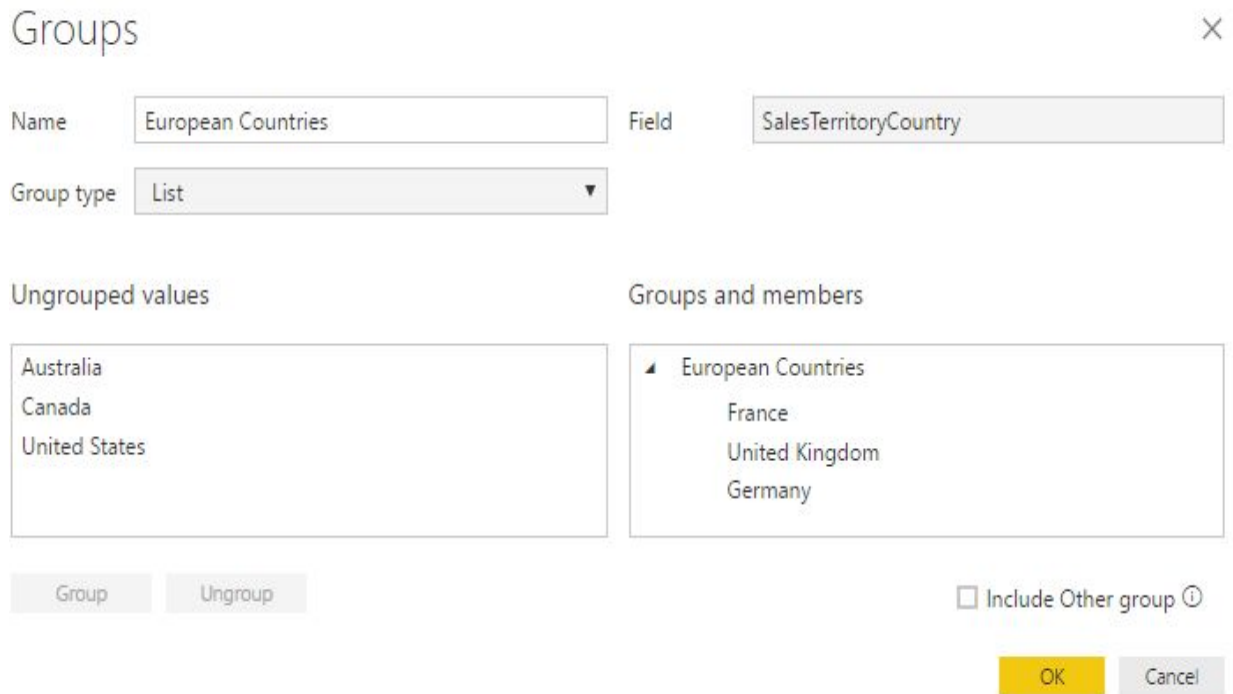 Groups
Name European Countries Field SalesTerritoryCountry
Group type List
Ungrouped values Groups and members
Australia European Countries
Canada France
United States United Kingdom
Germany
Group Ungroup Include Other group
OK Cancel